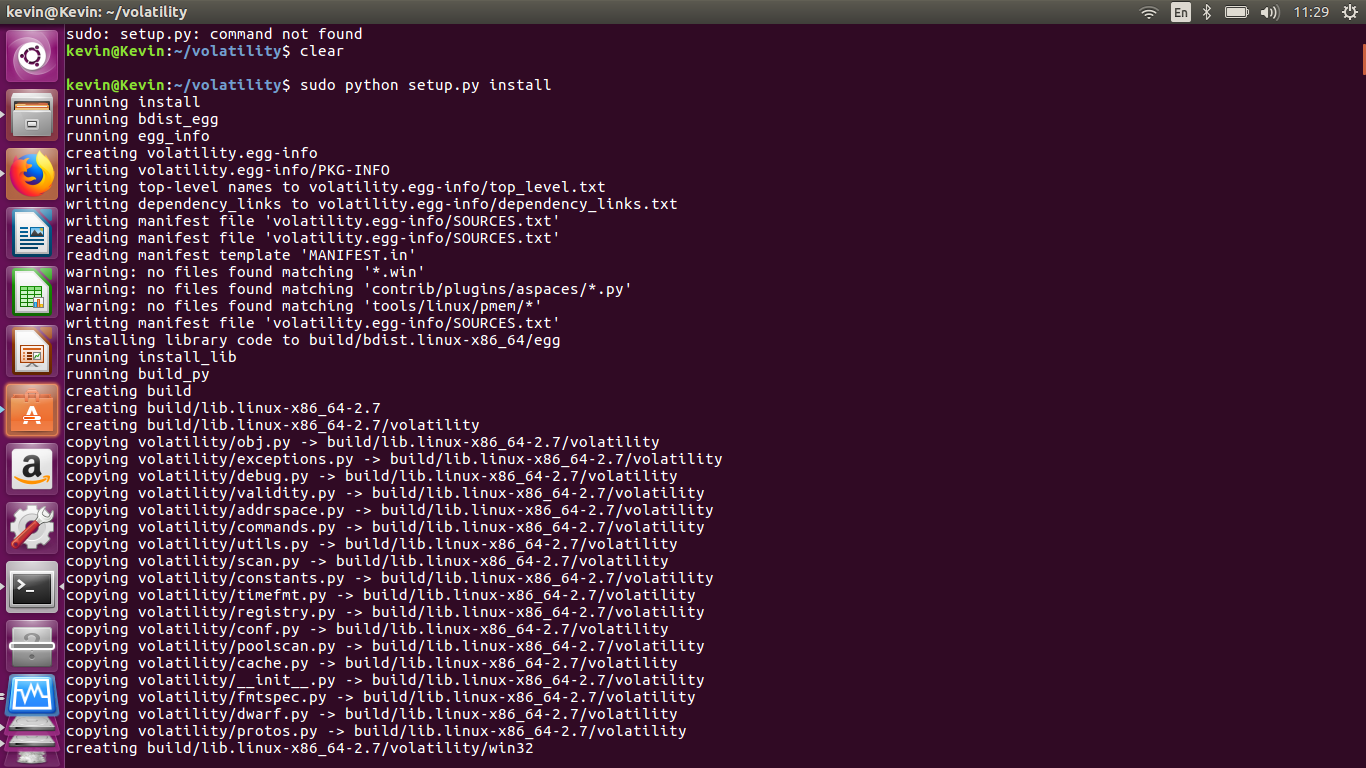 kevin@Kevin: ~/volatility
En
11:29
sudo: setup.py: command not found
kevin@Kevin:~/volatility$ clear
kevin@Kevin:~/volatility$ sudo python setup.py install
running install
running bdist_egg
running egg_info
creating volatility.egg-info
writing volatility.egg-info/PKG-INFO
writing top-level names to volatility.egg-info/top_level.txt
writing dependency_links to volatility.egg-info/dependency_links.txt
writing manifest file 'volatility.egg-info/SOURCES.txt'
reading manifest file 'volatility.egg-info/SOURCES.txt'
reading manifest template 'MANIFEST.in'
warning: no files found matching '*.win'
warning: no files found matching 'contrib/plugins/aspaces/*.py'
warning: no files found matching 'tools/linux/pmem/*'
writing manifest file 'volatility.egg-info/SOURCES.txt'
installing library code to build/bdist.linux-x86_64/egg
running install_lib
running build_py
creating build
creating build/lib.linux-x86_64-2.7
creating build/lib.linux-x86_64-2.7/volatility
copying volatility/obj.py -> build/lib.linux-x86_64-2.7/volatility
copying volatility/exceptions.py -> build/lib.linux-x86_64-2.7/volatility
copying volatility/debug.py -> build/lib.linux-x86_64-2.7/volatility
copying volatility/validity.py -> build/lib.linux-x86_64-2.7/volatility
copying volatility/addrspace.py -> build/lib.linux-x86_64-2.7/volatility
copying volatility/commands.py -> build/lib.linux-x86_64-2.7/volatility
copying volatility/utils.py -> build/lib.linux-x86_64-2.7/volatility
copying volatility/scan.py -> build/lib.linux-x86_64-2.7/volatility
copying volatility/constants.py -> build/lib.linux-x86_64-2.7/volatility
copying volatility/timefmt.py -> build/lib.linux-x86_64-2.7/volatility
copying volatility/registry.py -> build/lib.linux-x86_64-2.7/volatility
copying volatility/conf.py -> build/lib.linux-x86_64-2.7/volatility
copying volatility/poolscan.py -> build/lib.linux-x86_64-2.7/volatility
copying volatility/cache.py -> build/lib.linux-x86_64-2.7/volatility
copying volatility/__init__.py -> build/lib.linux-x86_64-2.7/volatility
copying volatility/fmtspec.py -> build/lib.linux-x86_64-2.7/volatility
copying volatility/dwarf.py -> build/lib.linux-x86_64-2.7/volatility
copying volatility/protos.py -> build/lib.linux-x86_64-2.7/volatility
creating build/lib.linux-x86_64-2.7/volatility/win32